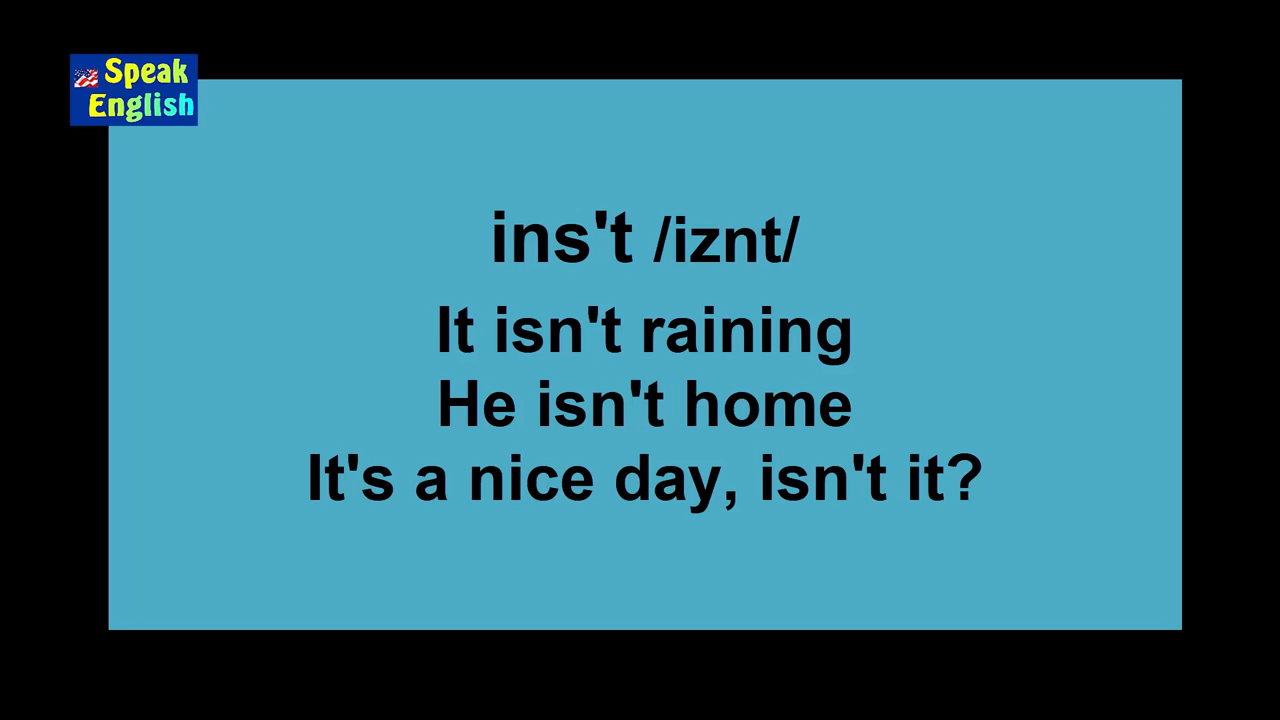 Speak
English
ins't /iznt/
It isn't raining
He isn't home
It's a nice day, isn't it?